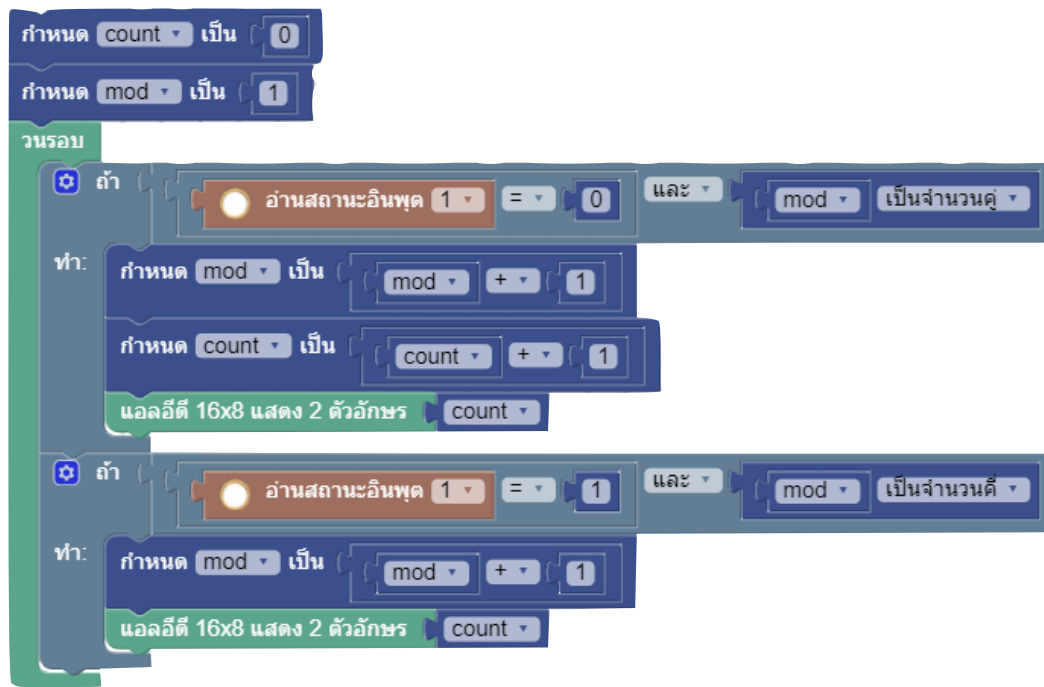 กำหนด count เป็น 0
กำหนด mod เป็น 1
วนรอบ
ถ้า อ่านสถานะอินพุต 1 = 0 และ mod เป็นจำนวนคู่
ทำ: กำหนด mod เป็น mod + 1
กำหนด count เป็น count + 1
แอลอีดี 16x8 แสดง 2 ตัวอักษร count
ถ้า อ่านสถานะอินพุต 1 = 1 และ mod เป็นจำนวนคี่
ทำ: กำหนด mod เป็น mod + 1
แอลอีดี 16x8 แสดง 2 ตัวอักษร count